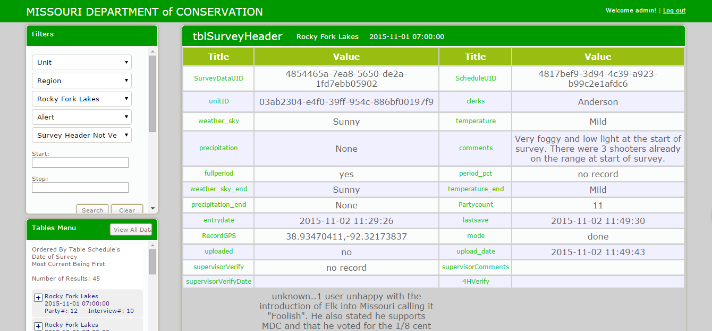 MISSOURI DEPARTMENT of CONSERVATION
Welcome admin! | Log out
Filters
Unit
Region
Rocky Fork Lakes
Alert
Survey Header Not Ve
Start:
Stop:
Search Clear
Tables Menu
View All Data
Ordered By Table Schedule's
Date of Survey
Most Current Being First
Number of Results: 45
Rocky Fork Lakes
2015-11-01 07:00:00
Party#: 12 Interview#: 10
tblSurveyHeader Rocky Fork Lakes 2015-11-01 07:00:00
Title Value Title Value
SurveyDataUID 4854465a-7ea8-5650-de2a-1fd7ebb05902 ScheduleUID 4817bef9-3d94-4c39-a923-b99c2e1afdc6
unitID 03ab2304-e4f0-39ff-954c-886bf00197f9 clerks Anderson
weather_sky Sunny temperature Mild
precipitation None comments Very foggy and low light at the start of survey. There were 3 shooters already on the range at start of survey.
fullperiod yes period_pct no record
weather_sky_end Sunny temperature_end Mild
precipitation_end None Partycount 11
entrydate 2015-11-02 11:29:26 lastsave 2015-11-02 11:49:30
RecordGPS 38.93470411,-92.32173837 mode done
uploaded no upload_date 2015-11-02 11:49:43
supervisorVerify no record supervisorComments
supervisorVerifyDate 4HVerify
unknown...1 user unhappy with the
introduction of Elk into Missouri calling it
"Foolish". He also stated he supports
MDC and that he voted for the 1/8 cent